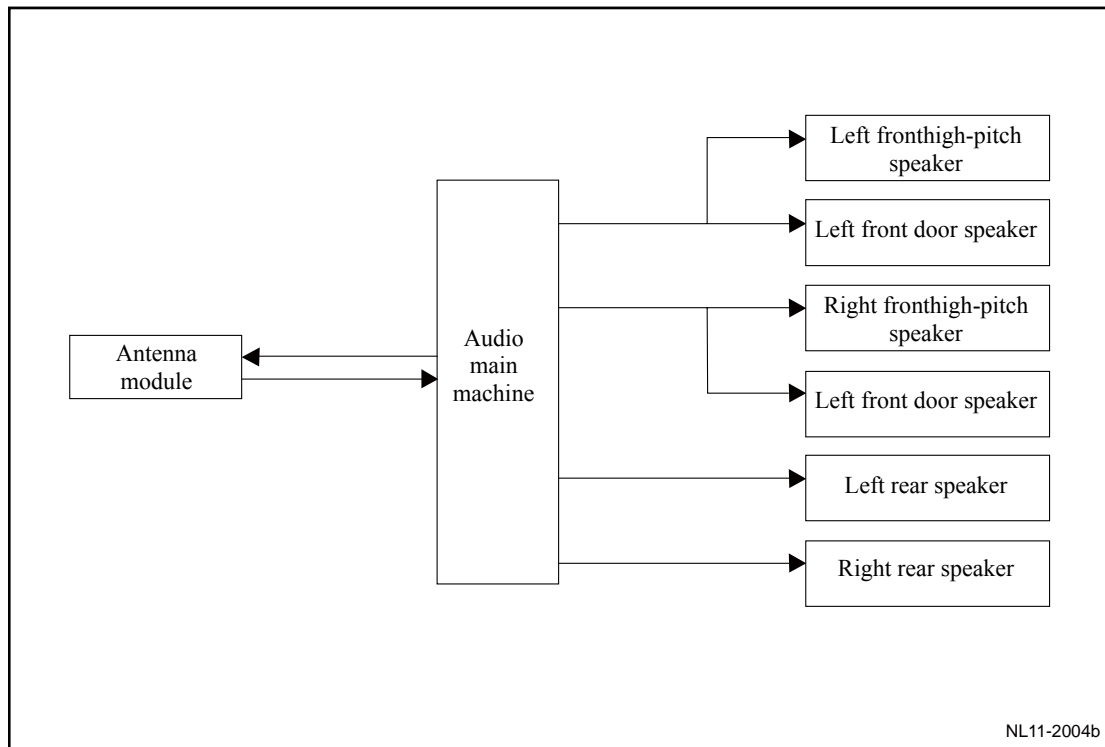 Left fronthigh-pitch
speaker
Left front door speaker
Right fronthigh-pitch
speaker
Antenna
module
Audio
main
machine
Left front door speaker
Left rear speaker
Right rear speaker
NL11-2004b